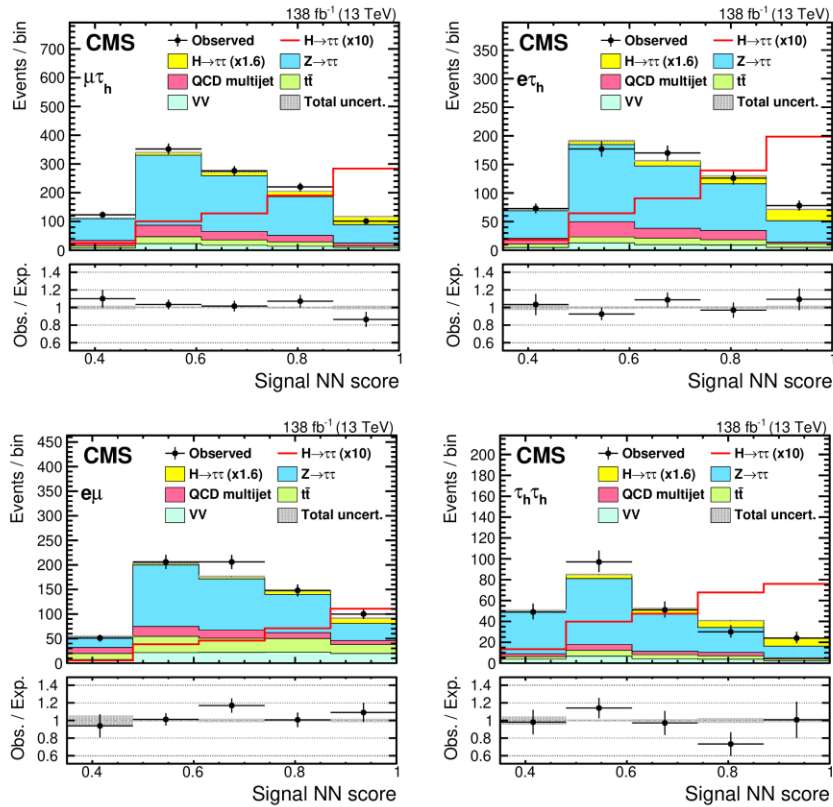 138 fb⁻¹ (13 TeV)
Events / bin
700
600
500
400
300
200
100
0
CMS
μτh
Observed
H→ττ (x10)
H→ττ (x1.6)
Z→ττ
QCD multijet
tt̄
VV
Total uncert.
Obs. / Exp.
1.4
1.2
1
0.8
0.6
0.4
0.6
0.8
1
Signal NN score
138 fb⁻¹ (13 TeV)
Events / bin
350
300
250
200
150
100
50
0
CMS
eτh
Observed
H→ττ (x10)
H→ττ (x1.6)
Z→ττ
QCD multijet
tt̄
VV
Total uncert.
Obs. / Exp.
1.4
1.2
1
0.8
0.6
0.4
0.6
0.8
1
Signal NN score
138 fb⁻¹ (13 TeV)
Events / bin
450
400
350
300
250
200
150
100
50
0
CMS
eμ
Observed
H→ττ (x10)
H→ττ (x1.6)
Z→ττ
QCD multijet
tt̄
VV
Total uncert.
Obs. / Exp.
1.4
1.2
1
0.8
0.6
0.4
0.6
0.8
1
Signal NN score
138 fb⁻¹ (13 TeV)
Events / bin
200
180
160
140
120
100
80
60
40
20
0
CMS
τhτh
Observed
H→ττ (x10)
H→ττ (x1.6)
Z→ττ
QCD multijet
tt̄
VV
Total uncert.
Obs. / Exp.
1.4
1.2
1
0.8
0.6
0.4
0.6
0.8
1
Signal NN score